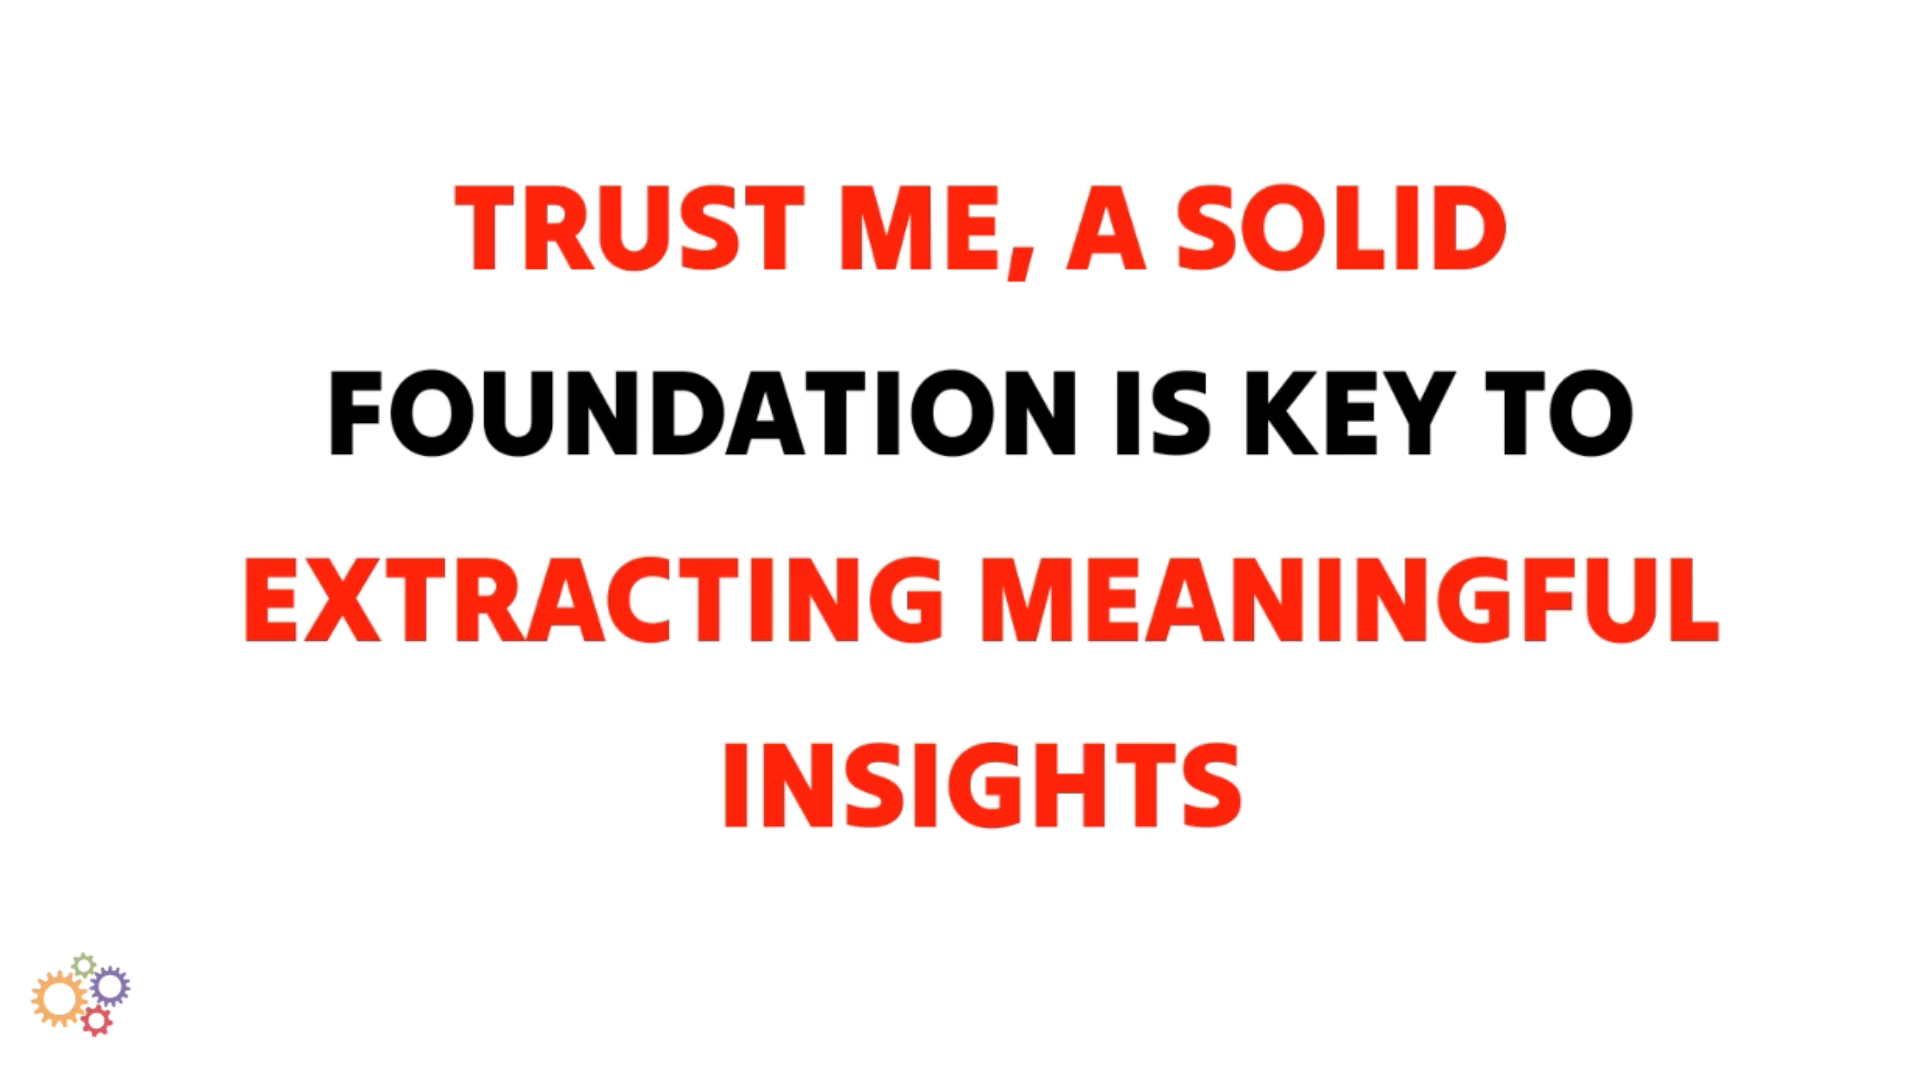 TRUST ME, A SOLID
FOUNDATION IS KEY TO
EXTRACTING MEANINGFUL
INSIGHTS